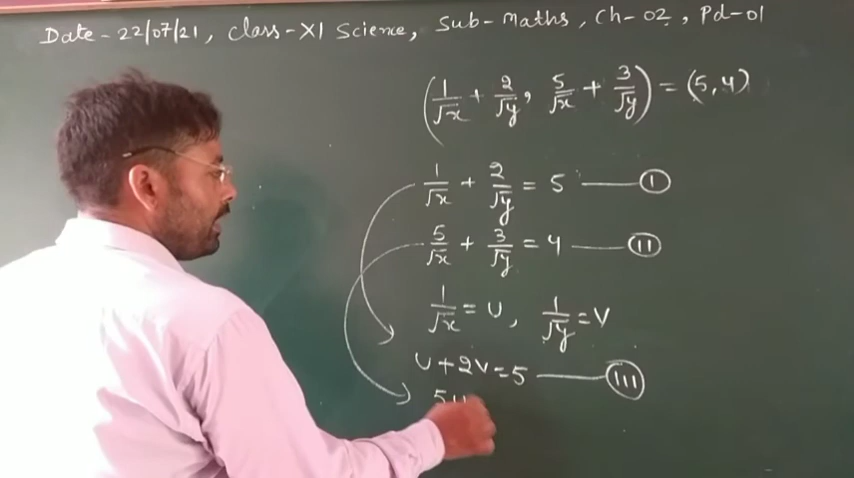 Date - 22/07/21, Class - XI Science, Sub - Maths, Ch - 02, Pd - 01
(1/√x + 2/√y, 5/√x + 3/√y) = (5, 4)
1/√x + 2/√y = 5 — I
5/√x + 3/√y = 4 — II
1/√x = U, 1/√y = V
U + 2V = 5 — III
5U